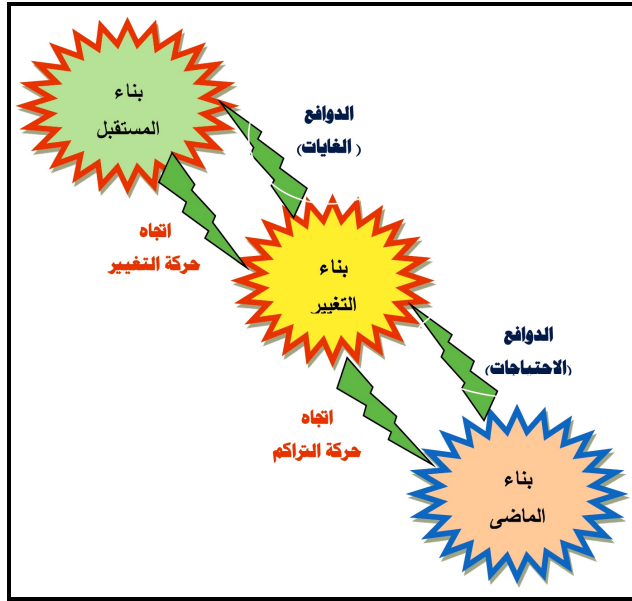 بناء
المستقبل
الدوافع
(الغايات)
اتجاه
حركة التغيير
بناء
التغيير
الدوافع
(الاحتياجات)
اتجاه
حركة التراكم
بناء
الماضى